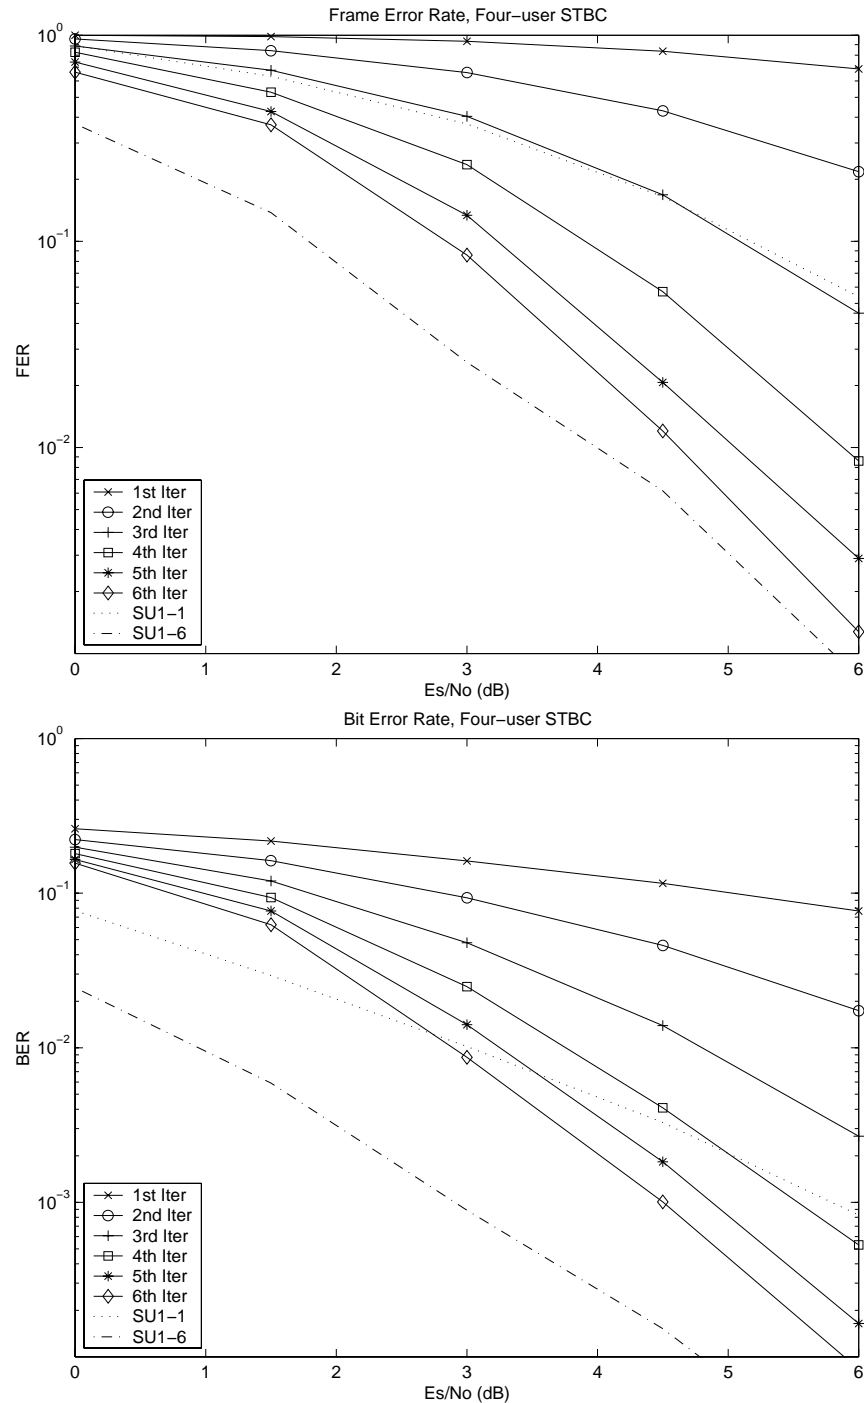 Frame Error Rate, Four−user STBC
10^0
10^−1
10^−2
FER
1st Iter
2nd Iter
3rd Iter
4th Iter
5th Iter
6th Iter
SU1−1
SU1−6
0 1 2 3 4 5 6
Es/No (dB)
Bit Error Rate, Four−user STBC
10^0
10^−1
10^−2
10^−3
BER
1st Iter
2nd Iter
3rd Iter
4th Iter
5th Iter
6th Iter
SU1−1
SU1−6
0 1 2 3 4 5 6
Es/No (dB)